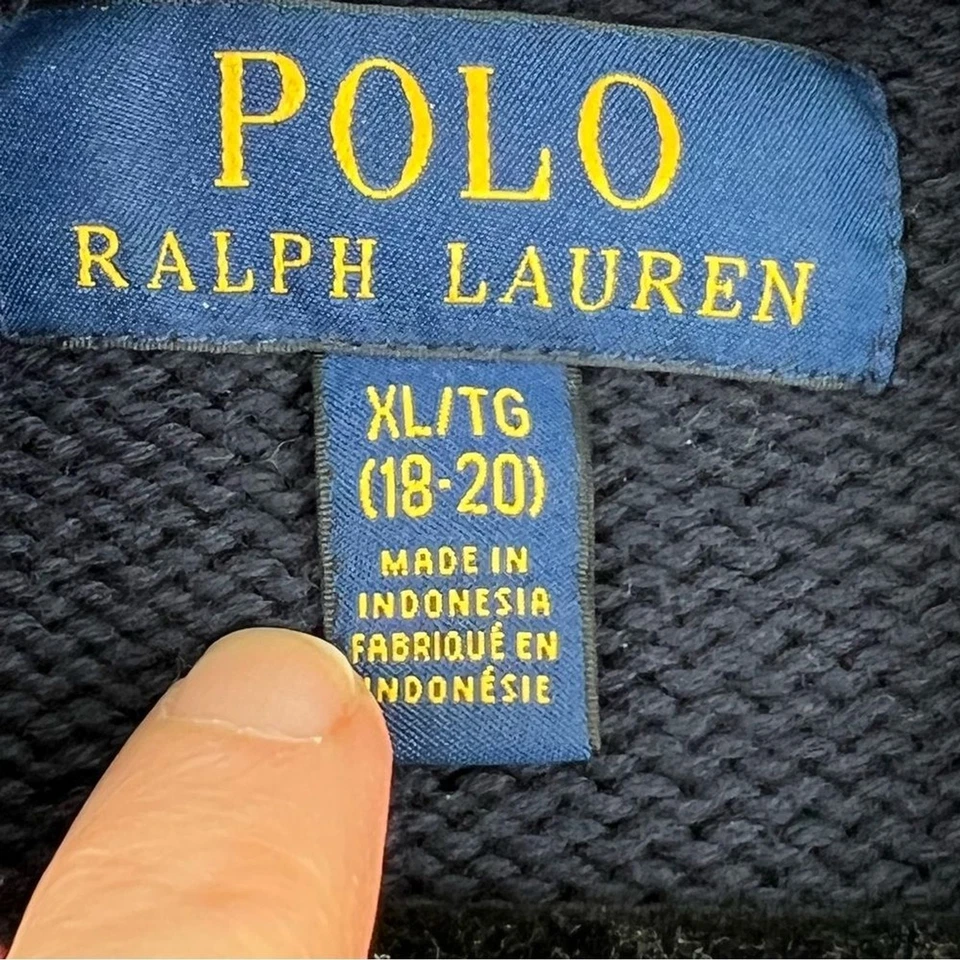 POLO
RALPH LAUREN
XL/TG
(18-20)
MADE IN
INDONESIA
FABRIQUÉ EN
INDONÉSIE